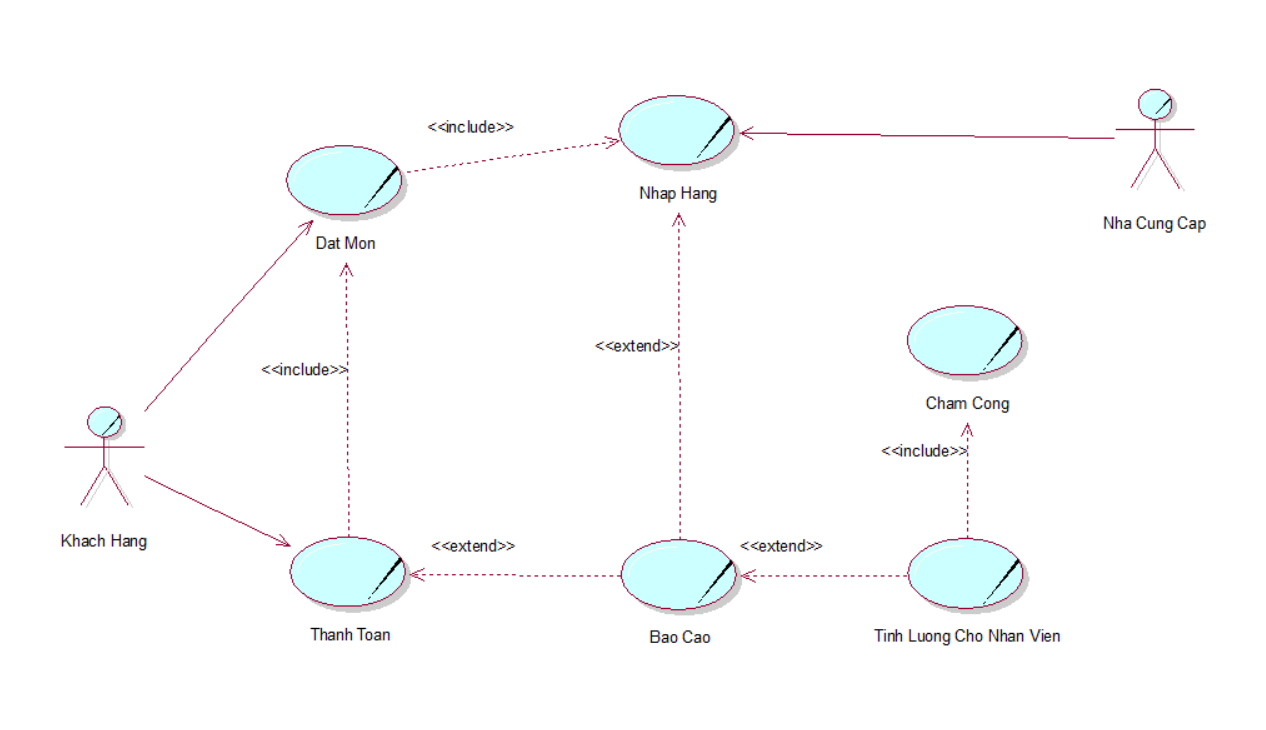 <<include>>
Nhap Hang
Nha Cung Cap
Dat Mon
<<extend>>
<<include>>
Cham Cong
<<include>>
Khach Hang
<<extend>>
<<extend>>
Thanh Toan
Bao Cao
Tinh Luong Cho Nhan Vien